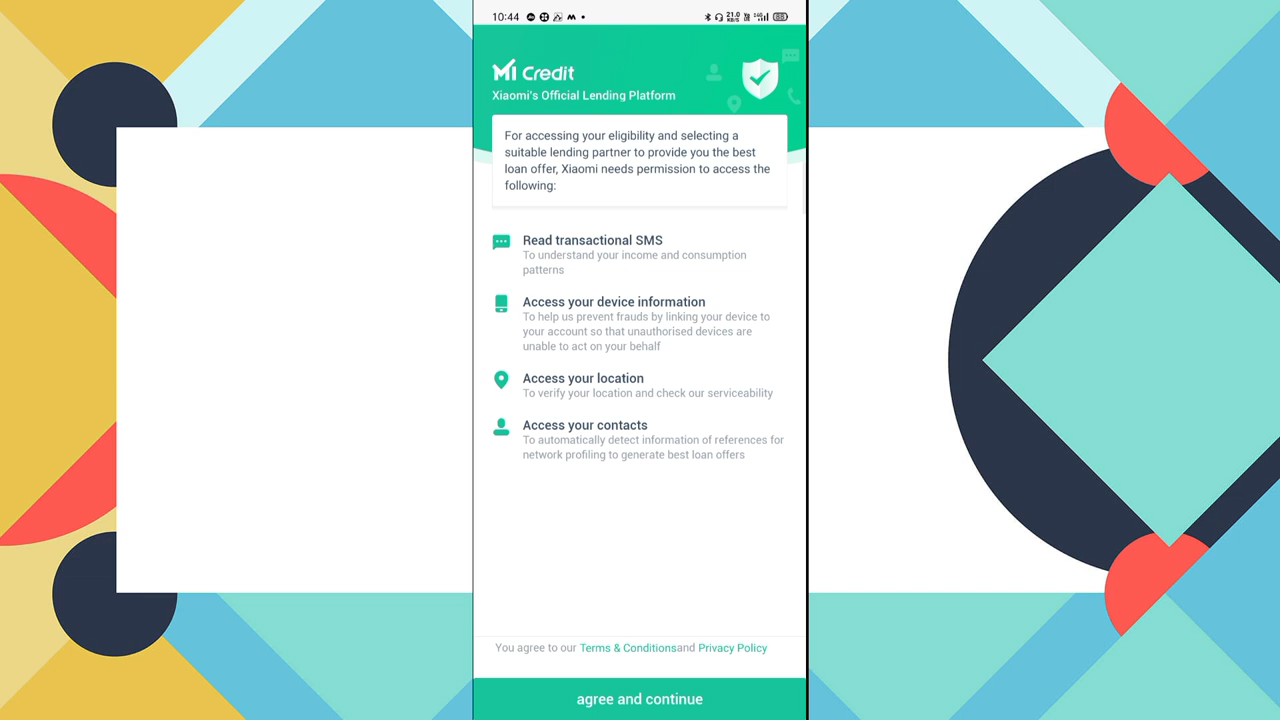 10:44
21.0
KB/S
Mi Credit
Xiaomi's Official Lending Platform
For accessing your eligibility and selecting a
suitable lending partner to provide you the best
loan offer, Xiaomi needs permission to access the
following:
Read transactional SMS
To understand your income and consumption
patterns
Access your device information
To help us prevent frauds by linking your device to
your account so that unauthorised devices are
unable to act on your behalf
Access your location
To verify your location and check our serviceability
Access your contacts
To automatically detect information of references for
network profiling to generate best loan offers
You agree to our Terms & Conditionsand Privacy Policy
agree and continue